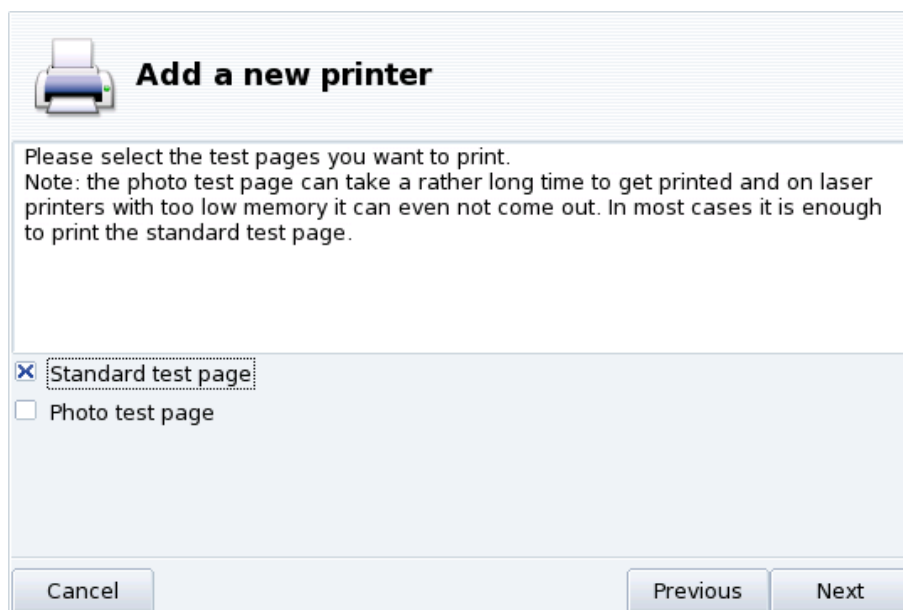 Add a new printer
Please select the test pages you want to print.
Note: the photo test page can take a rather long time to get printed and on laser
printers with too low memory it can even not come out. In most cases it is enough
to print the standard test page.
Standard test page
Photo test page
Cancel
Previous
Next